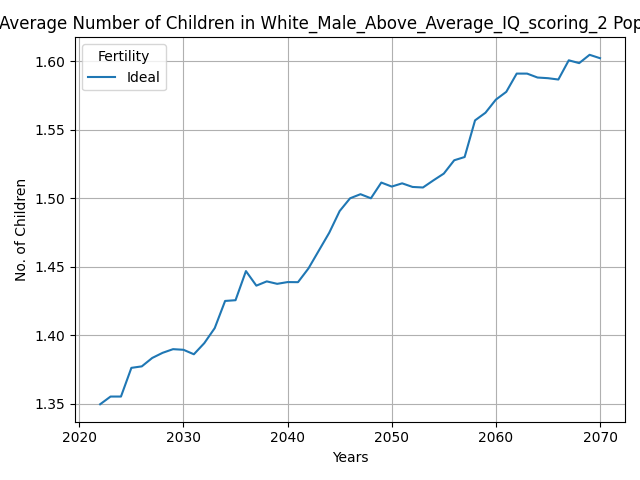 Average Number of Children in White_Male_Above_Average_IQ_scoring_2 Pop
Fertility
Ideal
1.60
1.55
1.50
1.45
1.40
1.35
No. of Children
2020 2030 2040 2050 2060 2070
Years